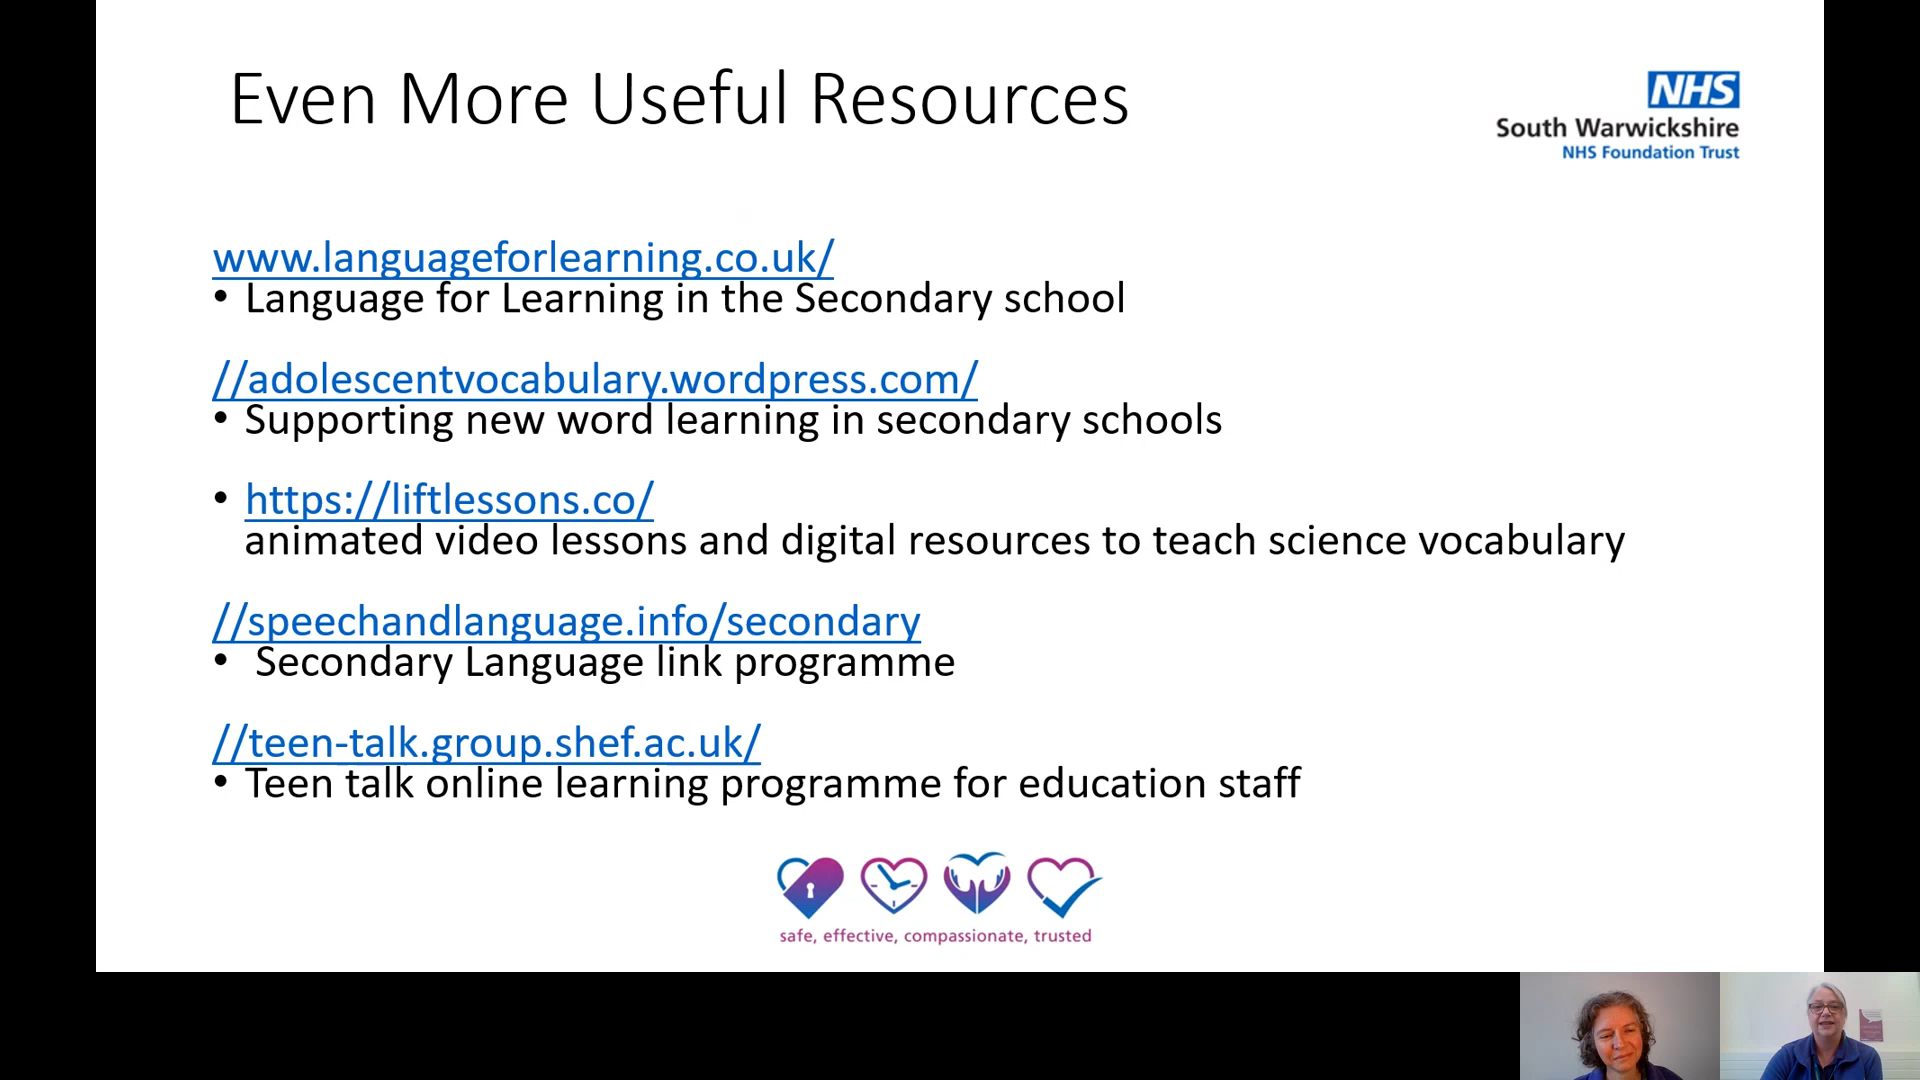 Even More Useful Resources
NHS
South Warwickshire
NHS Foundation Trust
www.languageforlearning.co.uk/
• Language for Learning in the Secondary school
//adolescentvocabulary.wordpress.com/
• Supporting new word learning in secondary schools
• https://liftlessons.co/
animated video lessons and digital resources to teach science vocabulary
//speechandlanguage.info/secondary
• Secondary Language link programme
//teen-talk.group.shef.ac.uk/
• Teen talk online learning programme for education staff
safe, effective, compassionate, trusted